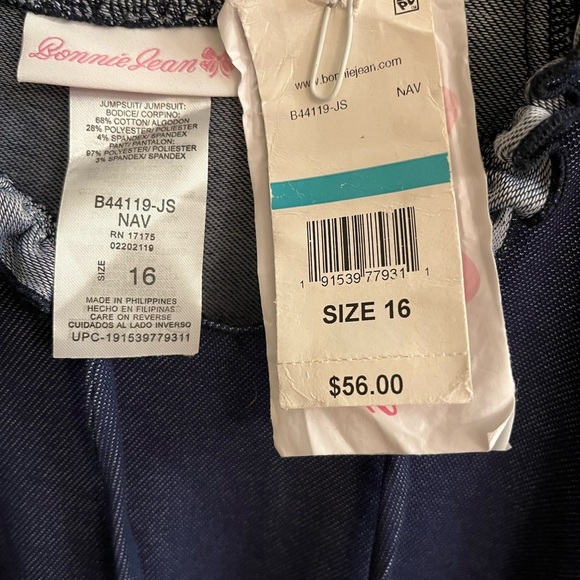 Bonnie Jean
JUMPSUIT/ JUMPSUIT:
BODICE/ CORPINO:
68% COTTON/ ALGODON
28% POLYESTER/ POLIESTER
4% SPANDEX/ SPANDEX
PANT/ PANTALON:
97% POLYESTER/ POLIESTER
3% SPANDEX/ SPANDEX
B44119-JS
NAV
RN 17175
02202119
SIZE 16
MADE IN PHILIPPINES
HECHO EN FILIPINAS
CARE ON REVERSE
CUIDADOS AL LADO INVERSO
UPC-191539779311
www.bonniejean.com
B44119-JS NAV
1 91539 77931 1
SIZE 16
$56.00